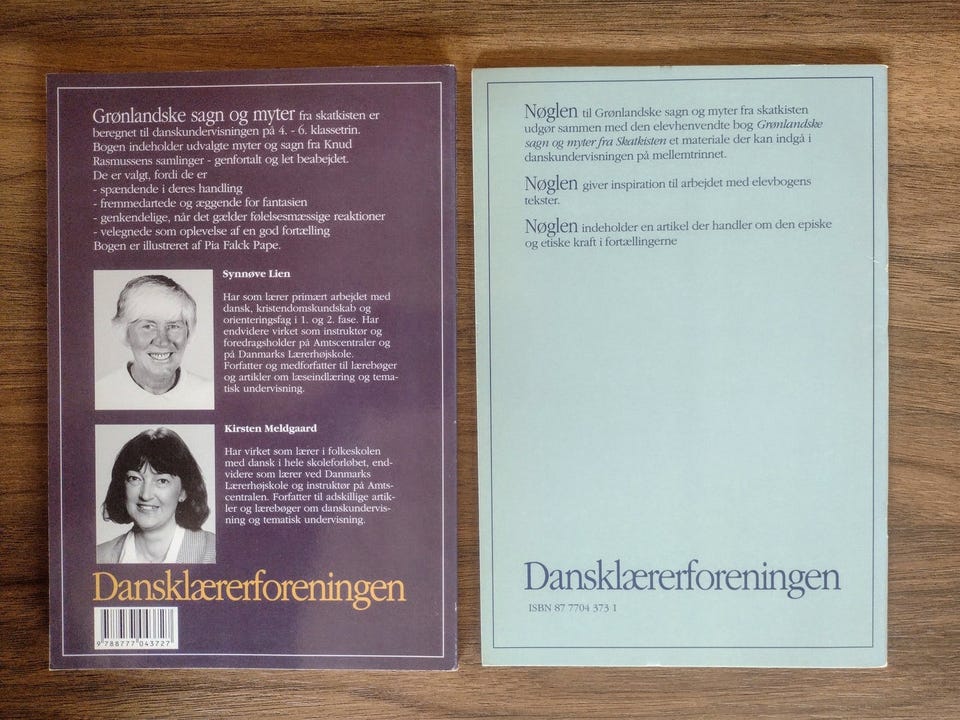 Grønlandske sagn og myter fra skatkisten er
beregnet til danskundervisningen på 4. - 6. klassetrin.
Bogen indeholder udvalgte myter og sagn fra Knud
Rasmussens samlinger - genfortalt og let beabejdet.
De er valgt, fordi de er
- spændende i deres handling
- fremmedartede og æggende for fantasien
- genkendelige, når det gælder følelsesmæssige reaktioner
- velegnede som oplevelse af en god fortælling
Bogen er illustreret af Pia Falck Pape.
Synnøve Lien
Har som lærer primært arbejdet med
dansk, kristendomskundskab og
orienteringsfag i 1. og 2. fase. Har
endvidere virket som instruktør og
foredragsholder på Amtscentraler og
på Danmarks Lærerhøjskole.
Forfatter og medforfatter til lærebøger
og artikler om læseindlæring og tema-
tisk undervisning.
Kirsten Meldgaard
Har virket som lærer i folkeskolen
med dansk i hele skoleforløbet, end-
videre som lærer ved Danmarks
Lærerhøjskole og instruktør på Amts-
centralen. Forfatter til adskillige artik-
ler og lærebøger om danskundervis-
ning og tematisk undervisning.
Dansklærerforeningen
9 788777 043727
Nøglen til Grønlandske sagn og myter fra skatkisten
udgør sammen med den elevhenvendte bog Grønlandske
sagn og myter fra Skatkisten et materiale der kan indgå i
danskundervisningen på mellemtrinnet.
Nøglen giver inspiration til arbejdet med elevbogens
tekster.
Nøglen indeholder en artikel der handler om den episke
og etiske kraft i fortællingerne
Dansklærerforeningen
ISBN 87 7704 373 1